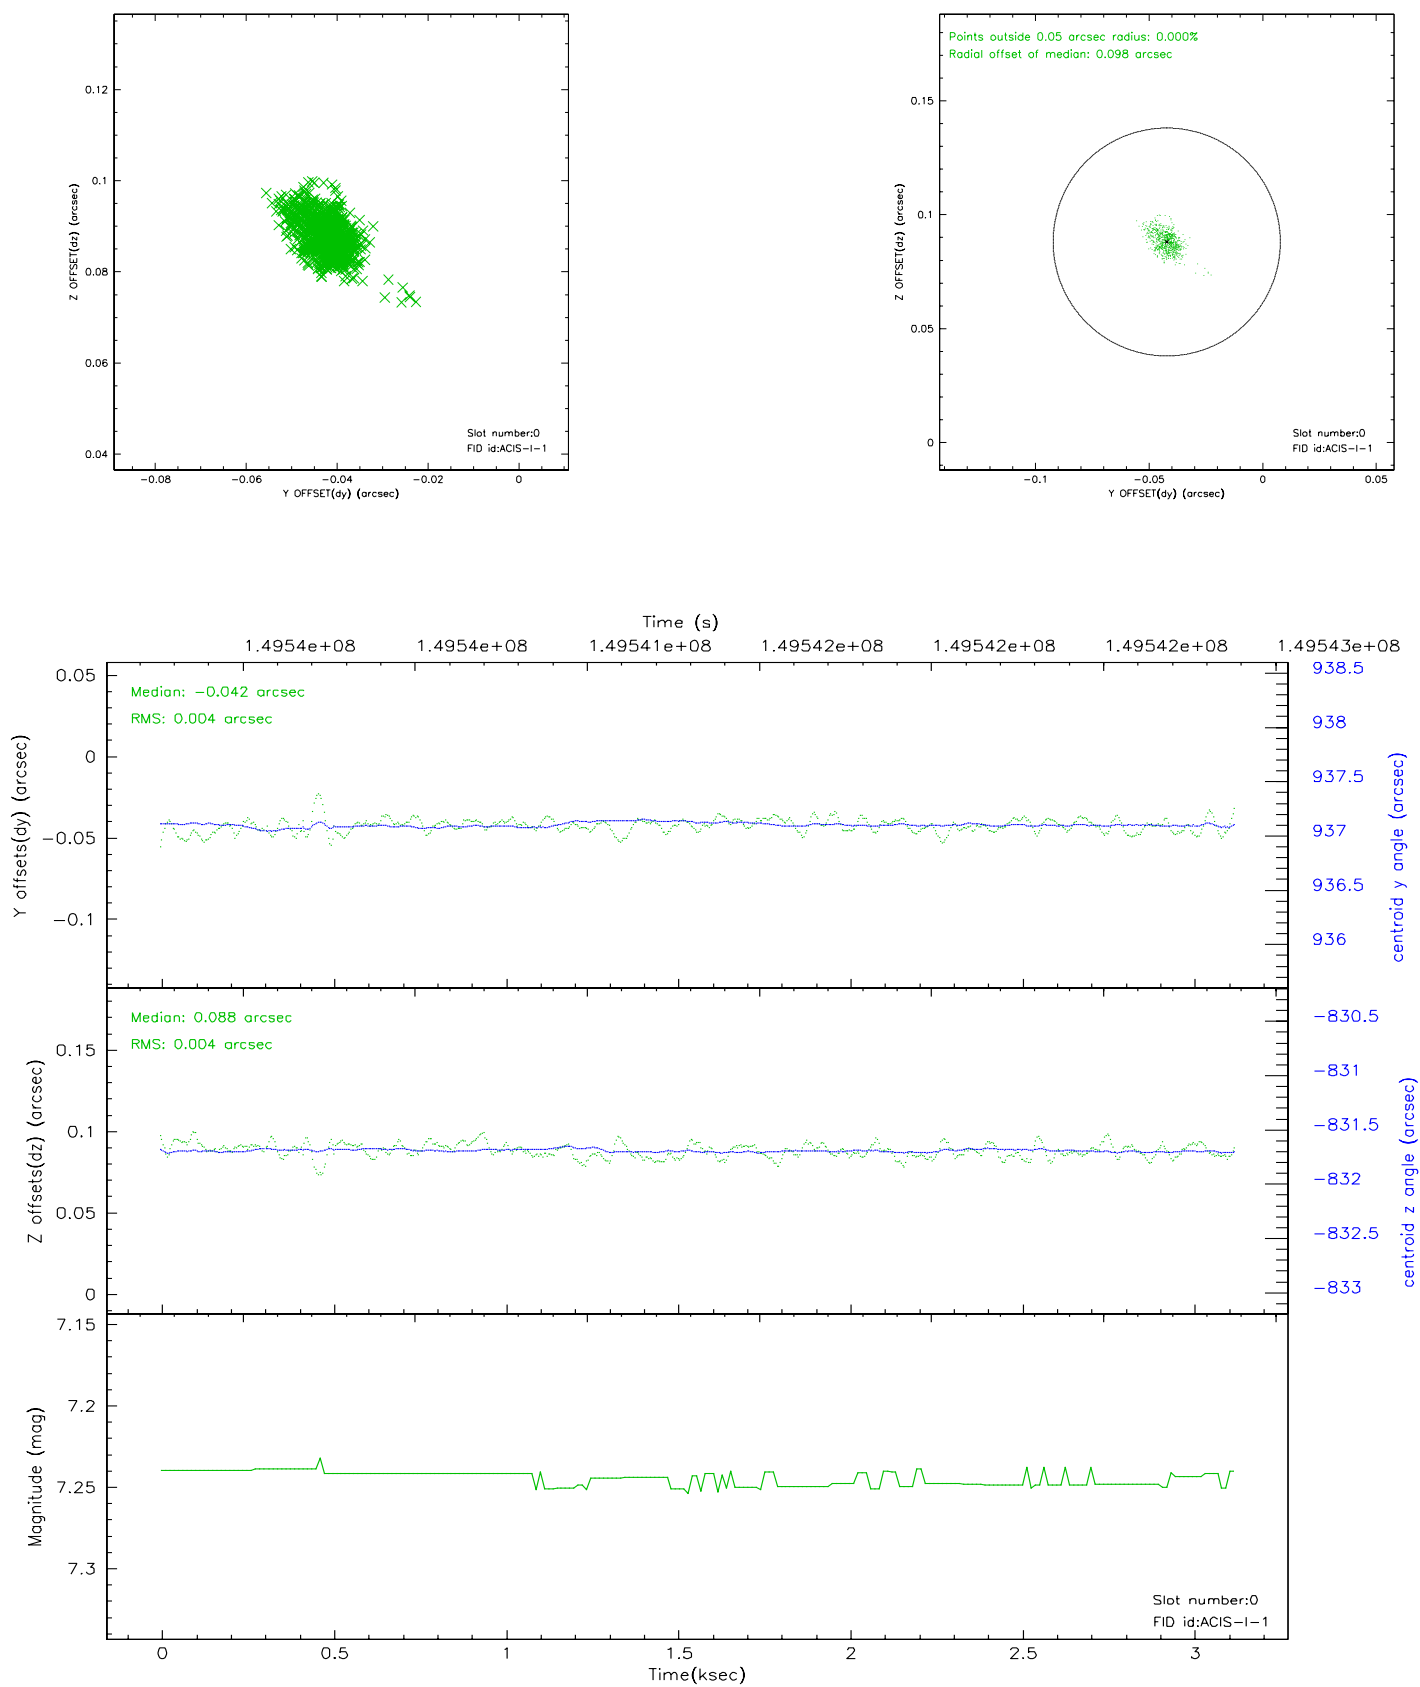 0.12
0.1
0.08
0.06
0.04
Z OFFSET(dz) (arcsec)
Slot number:0
FID id:ACIS-I-1
-0.08 -0.06 -0.04 -0.02 0
Y OFFSET(dy) (arcsec)
Points outside 0.05 arcsec radius: 0.000%
Radial offset of median: 0.098 arcsec
0.15
0.1
0.05
0
Z OFFSET(dz) (arcsec)
Slot number:0
FID id:ACIS-I-1
-0.1 -0.05 0 0.05
Y OFFSET(dy) (arcsec)
Time (s)
1.4954e+08 1.4954e+08 1.49541e+08 1.49542e+08 1.49542e+08 1.49542e+08 1.49543e+08
Median: -0.042 arcsec
RMS: 0.004 arcsec
0.05
0
-0.05
-0.1
Y offsets(dy) (arcsec)
938.5
938
937.5
937
936.5
936
centroid y angle (arcsec)
Median: 0.088 arcsec
RMS: 0.004 arcsec
0.15
0.1
0.05
0
Z offsets(dz) (arcsec)
-830.5
-831
-831.5
-832
-832.5
-833
centroid z angle (arcsec)
7.15
7.2
7.25
7.3
Magnitude (mag)
Slot number:0
FID id:ACIS-I-1
0 0.5 1 1.5 2 2.5 3
Time(ksec)